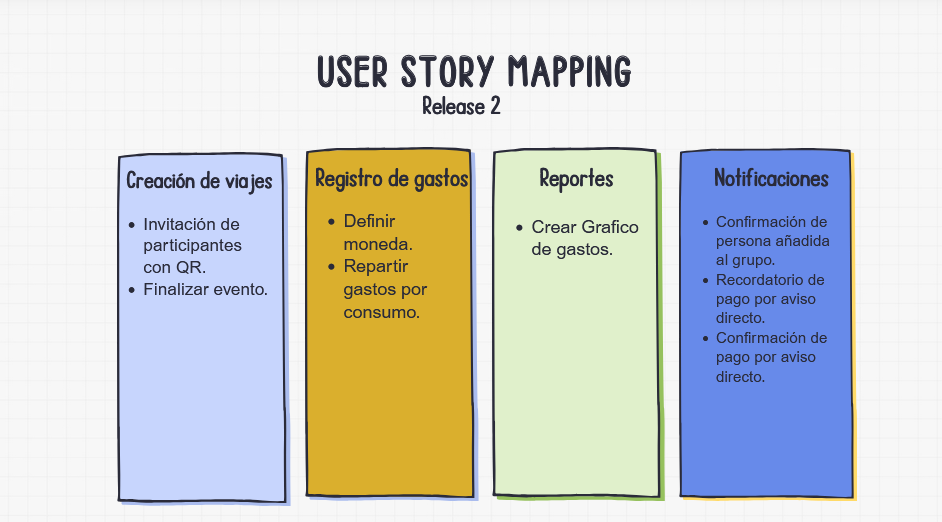 USER STORY MAPPING
Release 2
Creación de viajes
• Invitación de
participantes
con QR.
• Finalizar evento.
Registro de gastos
• Definir
moneda.
• Repartir
gastos por
consumo.
Reportes
• Crear Grafico
de gastos.
Notificaciones
• Confirmación de
persona añadida
al grupo.
• Recordatorio de
pago por aviso
directo.
• Confirmación de
pago por aviso
directo.